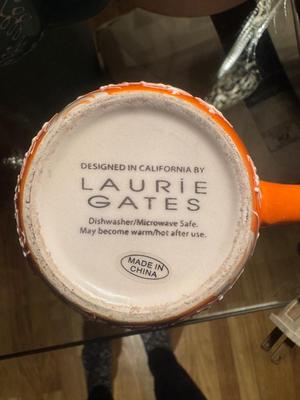 DESIGNED IN CALIFORNIA BY
LAURiE
GATES
Dishwasher/Microwave Safe.
May become warm/hot after use.
MADE IN
CHINA